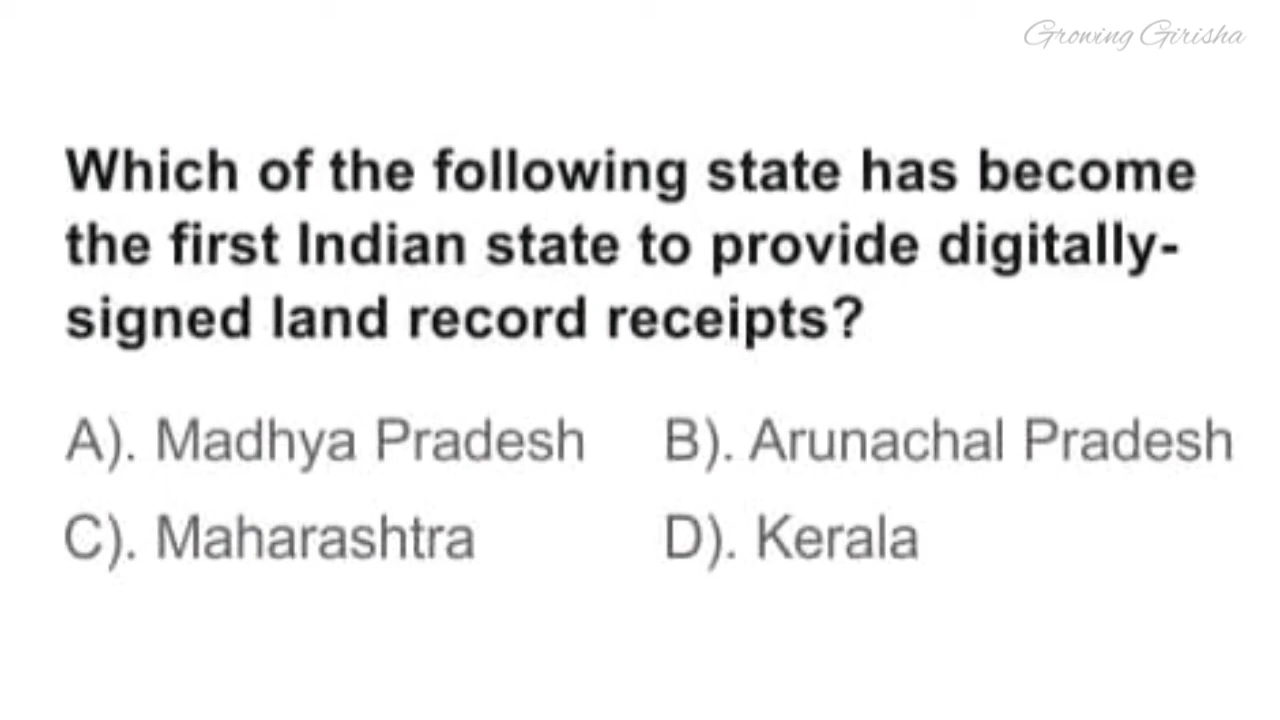 Growing Girisha
Which of the following state has become
the first Indian state to provide digitally-
signed land record receipts?
A). Madhya Pradesh B). Arunachal Pradesh
C). Maharashtra D). Kerala